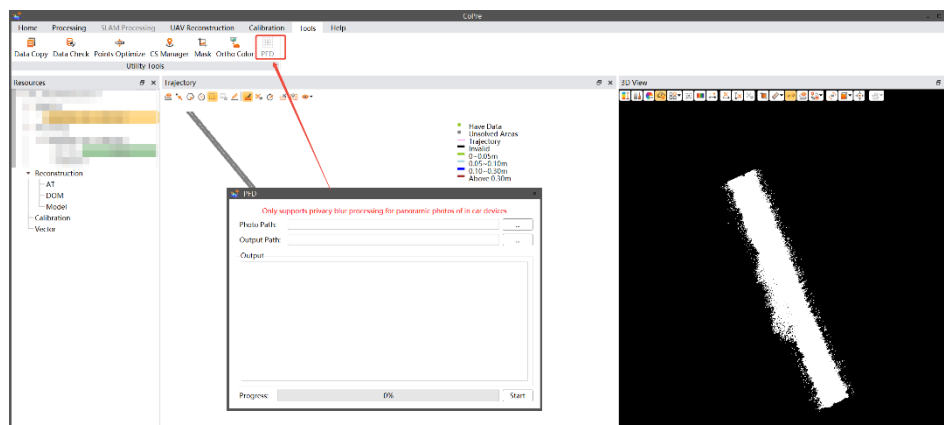 CoPre
Home Processing SLAM Processing UAV Reconstruction Calibration Tools Help
Data Copy Data Check Points Optimize CS Manager Mask Ortho Color PFD
Utility Tools
Resources
Trajectory
3D View
Have Data
Unsolved Areas
Trajectory
Invalid
0~0.05m
0.05~0.10m
0.10~0.30m
Above 0.30m
Reconstruction
AT
DOM
Model
Calibration
Vector
PFD
Only supports privacy blur processing for panoramic photos of in car devices
Photo Path: ...
Output Path: ...
Output
Progress: 0% Start